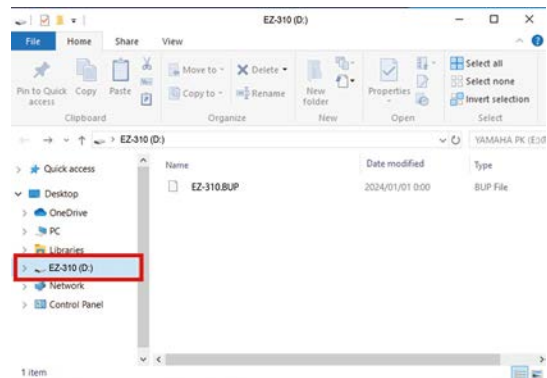 EZ-310 (D:)
File Home Share View
Pin to Quick access
Copy
Paste
Clipboard
Move to
Copy to
Delete
Rename
Organize
New folder
New
Properties
Open
Select all
Select none
Invert selection
Select
EZ-310 (D:)
YAMAHA PK (E:)
Name Date modified Type
EZ-310.BUP 2024/01/01 0:00 BUP File
Quick access
Desktop
OneDrive
PC
Libraries
EZ-310 (D:)
Network
Control Panel
1 item